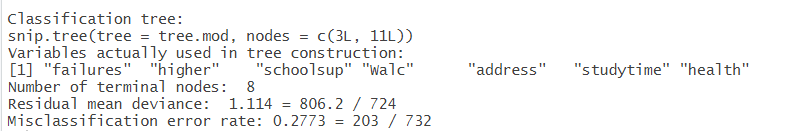 Classification tree:
snip.tree(tree = tree.mod, nodes = c(3L, 11L))
Variables actually used in tree construction:
[1] "failures"  "higher"    "schoolsup" "Walc"      "address"   "studytime" "health"
Number of terminal nodes:  8
Residual mean deviance:  1.114 = 806.2 / 724
Misclassification error rate: 0.2773 = 203 / 732